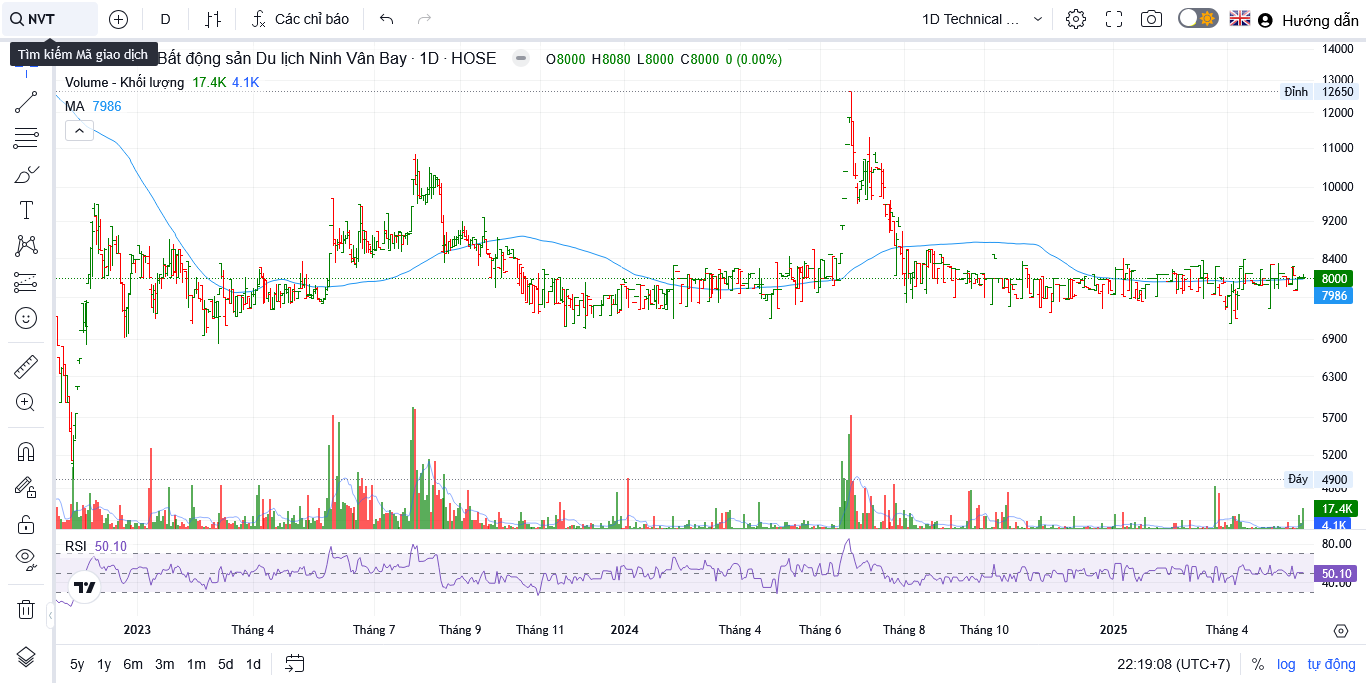 NVT
D
Các chỉ báo
1D Technical ...
Hướng dẫn
Tìm kiếm Mã giao dịch
Bất động sản Du lịch Ninh Vân Bay · 1D · HOSE
O8000 H8080 L8000 C8000 0 (0.00%)
Volume - Khối lượng 17.4K 4.1K
MA 7986
14000
13000
Đỉnh 12650
12000
11000
10000
9200
8400
8000
7986
6900
6300
5700
5200
Đáy 4900
4800
17.4K
4.1K
RSI 50.10
80.00
50.10
40.00
2023 Tháng 4 Tháng 7 Tháng 9 Tháng 11 2024 Tháng 4 Tháng 6 Tháng 8 Tháng 10 2025 Tháng 4
5y 1y 6m 3m 1m 5d 1d
22:19:08 (UTC+7) % log tự động